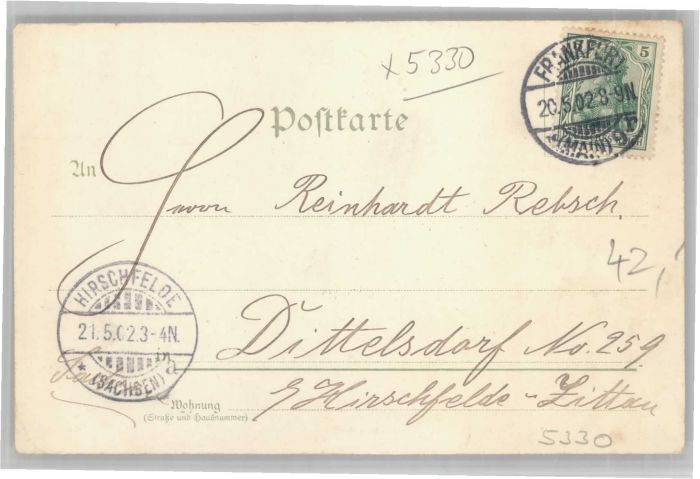 x5330
5
FRANKFURT
20.5.02.8-9N.
(MAIN)
Postkarte
An
Herrn Reinhardt Rebsch.
42,-
HIRSCHFELDE
21.5.02.3-4N.
* (SACHSEN) a
in
Dittelsdorf No. 259.
b/Hirschfelde-Zittau
Wohnung
(Straße und Hausnummer)
5330